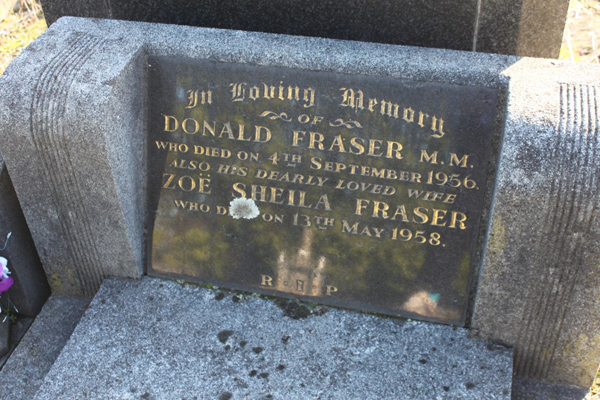 In Loving Memory
OF
DONALD FRASER M.M.
WHO DIED ON 4TH SEPTEMBER 1956.
ALSO HIS DEARLY LOVED WIFE
ZOË SHEILA FRASER
WHO ON 13TH MAY 1958.
R I P